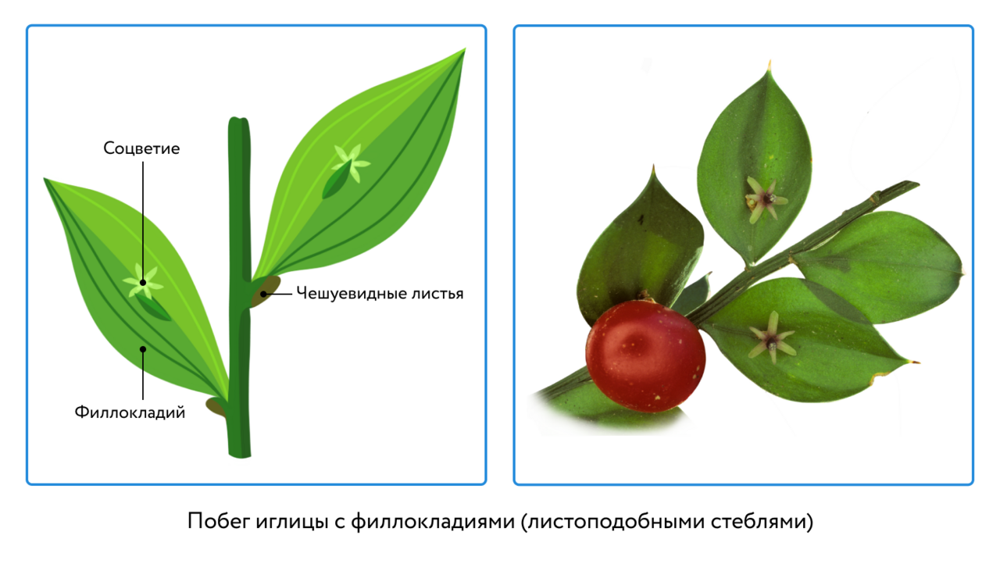 Соцветие
Чешуевидные листья
Филлокладий
Побег иглицы с филлокладиями (листоподобными стеблями)